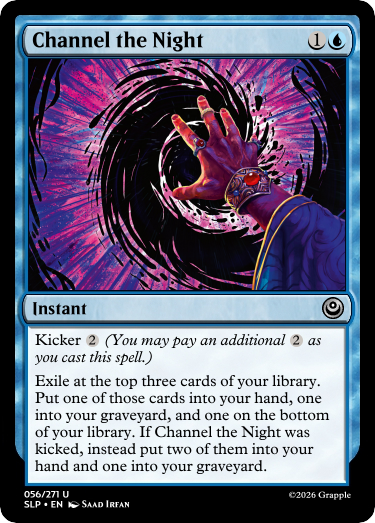 Channel the Night 1
Instant
Kicker 2 (You may pay an additional 2 as
you cast this spell.)
Exile at the top three cards of your library.
Put one of those cards into your hand, one
into your graveyard, and one on the bottom
of your library. If Channel the Night was
kicked, instead put two of them into your
hand and one into your graveyard.
056/271 U
SLP • EN Saad Irfan
©2026 Grapple